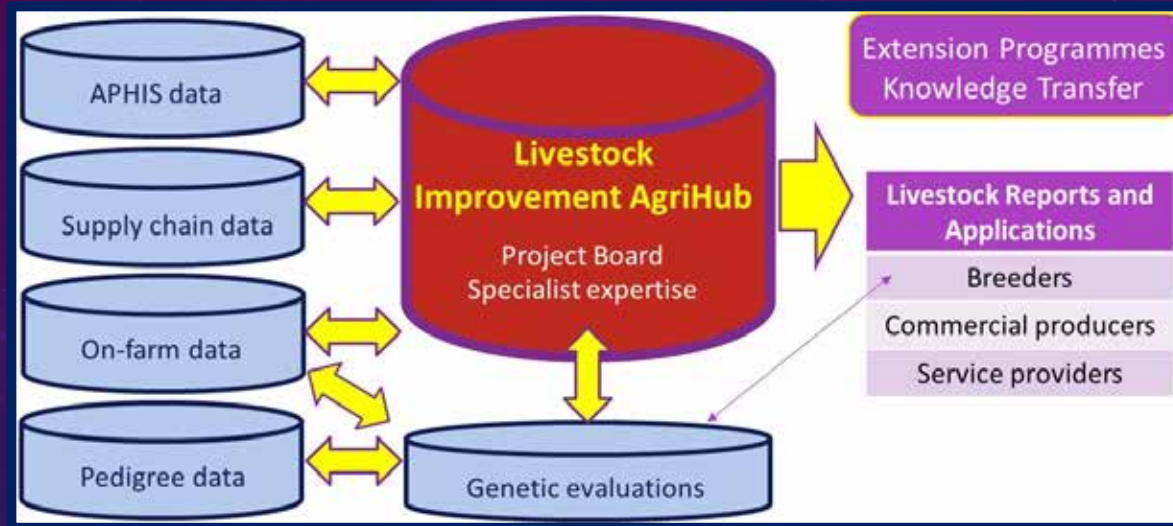 APHIS data
Supply chain data
On-farm data
Pedigree data
Livestock
Improvement AgriHub
Project Board
Specialist expertise
Genetic evaluations
Extension Programmes
Knowledge Transfer
Livestock Reports and
Applications
Breeders
Commercial producers
Service providers